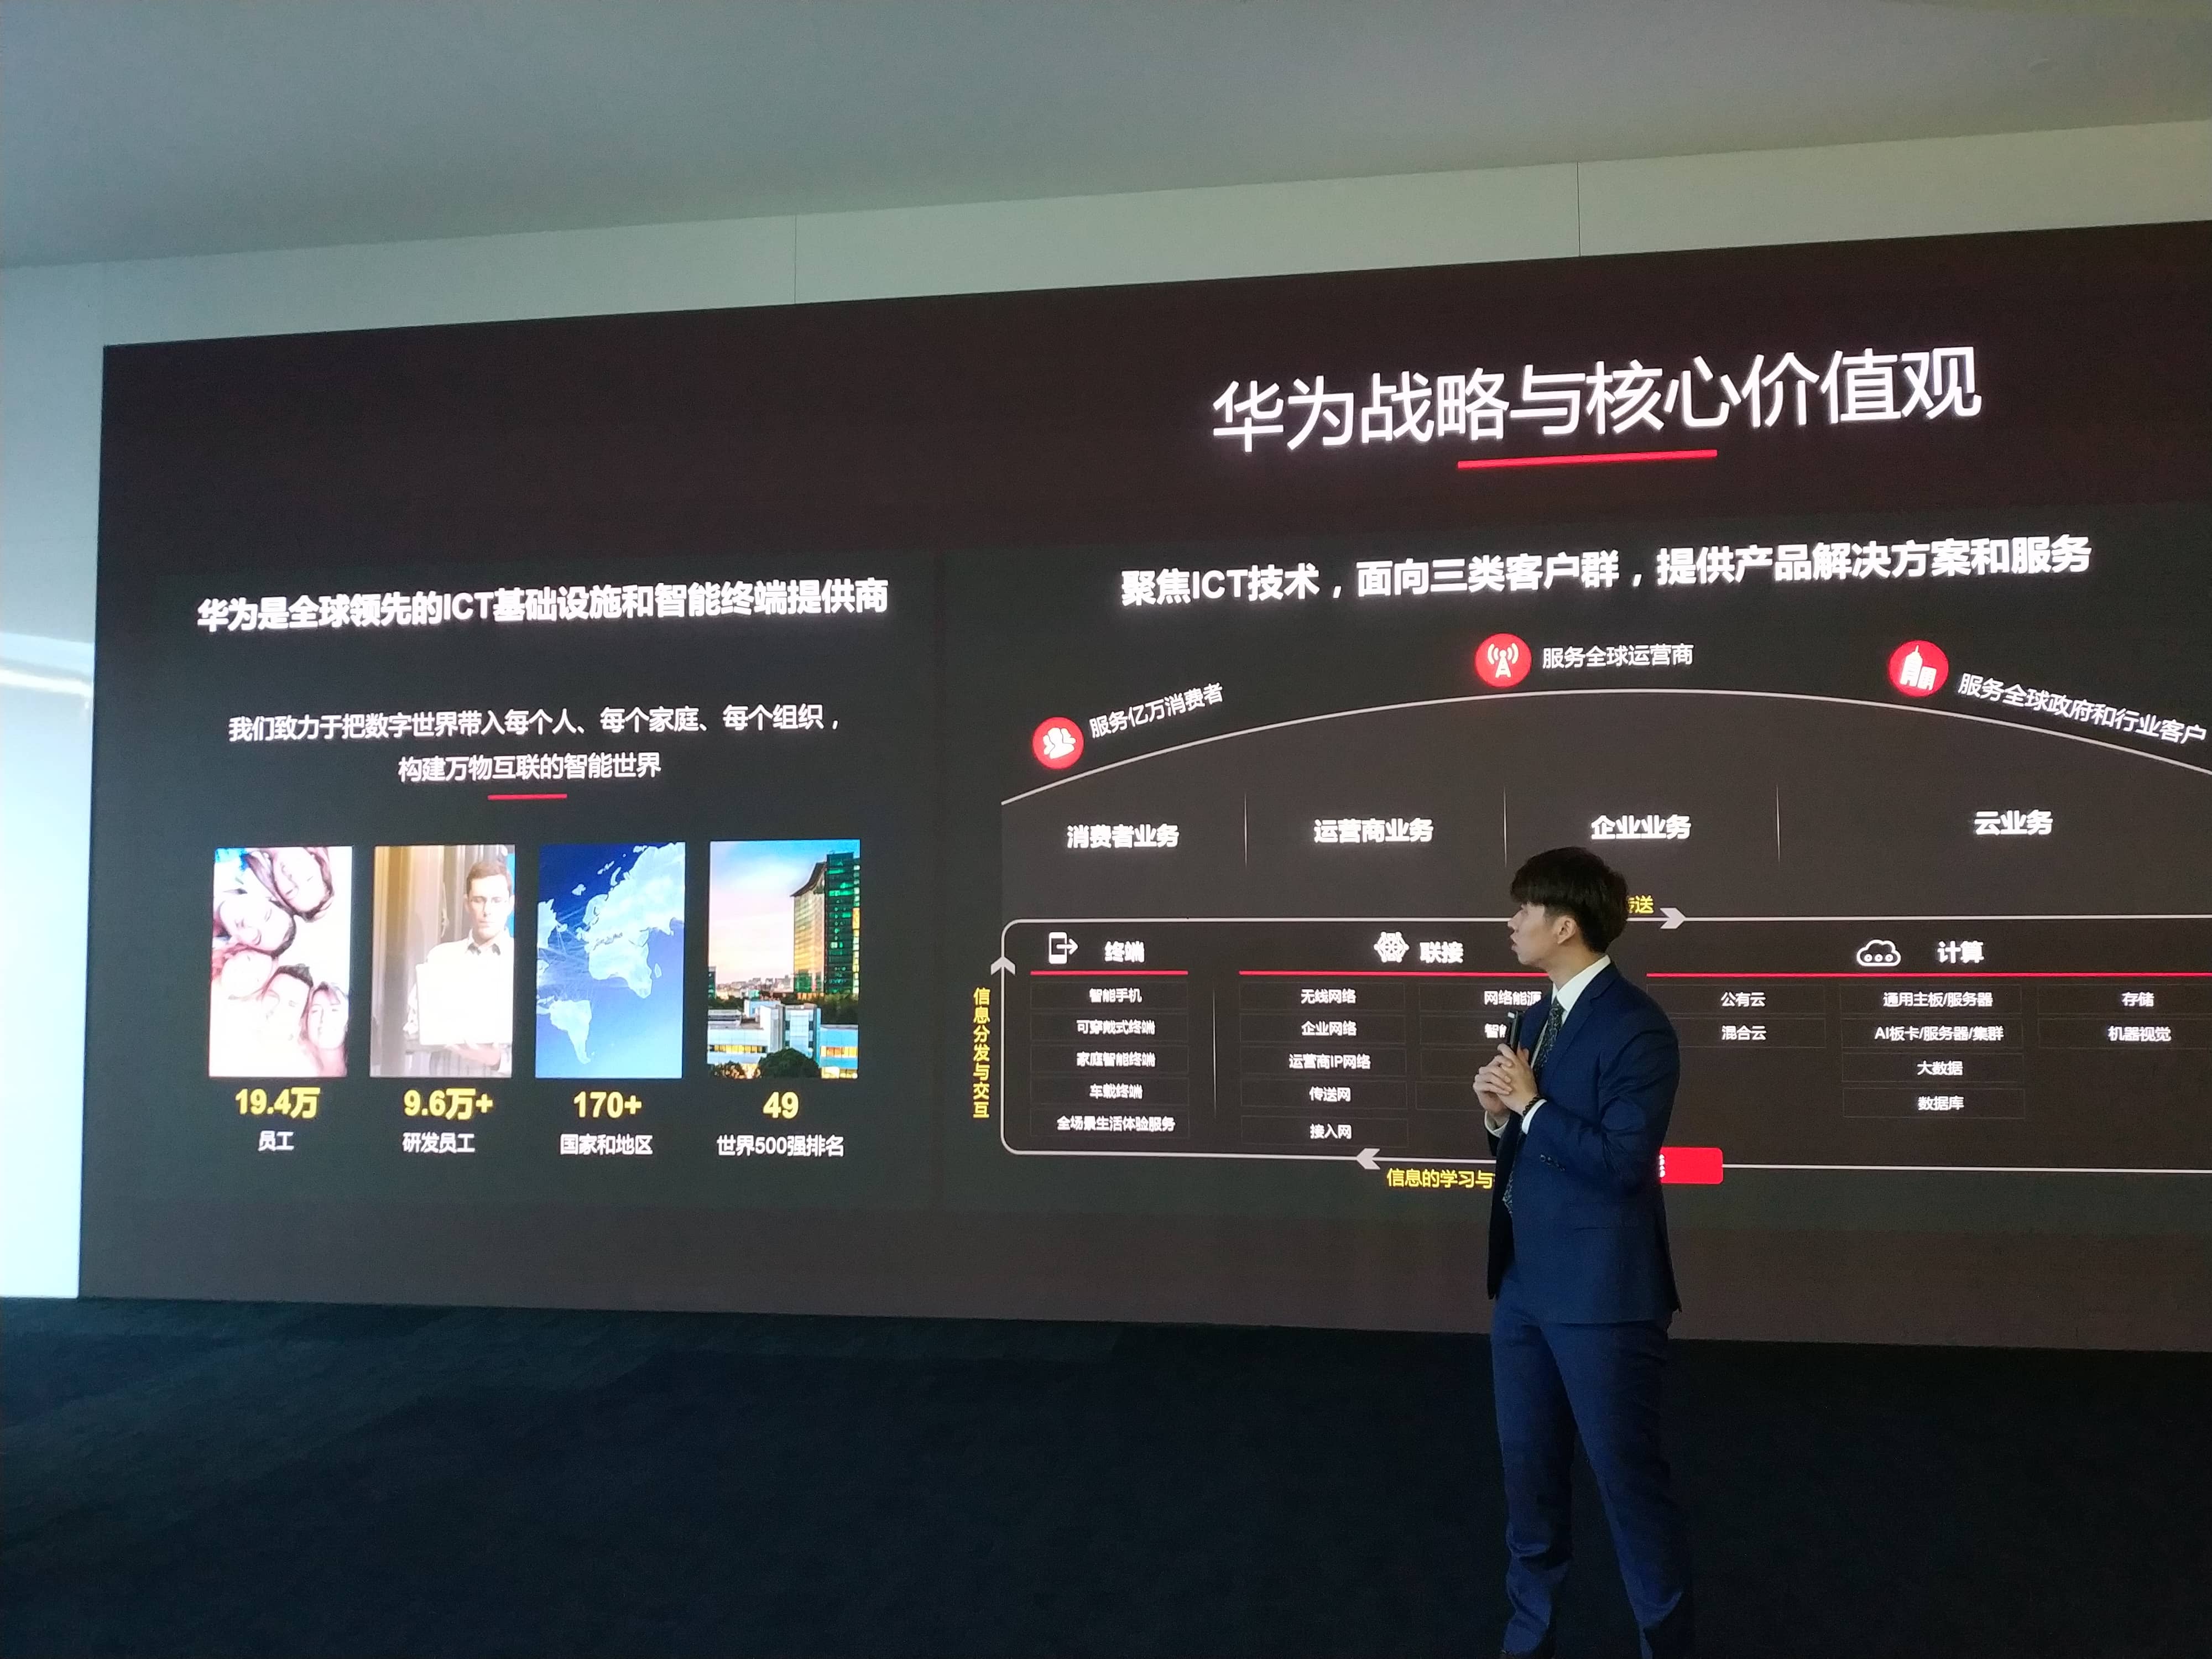 华为战略与核心价值观
华为是全球领先的ICT基础设施和智能终端提供商
我们致力于把数字世界带入每个人、每个家庭、每个组织，
构建万物互联的智能世界
19.4万
员工
9.6万+
研发员工
170+
国家和地区
49
世界500强排名
聚焦ICT技术，面向三类客户群，提供产品解决方案和服务
服务亿万消费者
服务全球运营商
服务全球政府和行业客户
消费者业务
运营商业务
企业业务
云业务
传送
信息分发与交互
终端
智能手机
可穿戴式终端
家庭智能终端
车载终端
全场景生活体验服务
联接
无线网络
企业网络
运营商IP网络
传送网
接入网
网络能源
计算
公有云
混合云
通用主板/服务器
AI板卡/服务器/集群
大数据
数据库
存储
机器视觉
信息的学习与